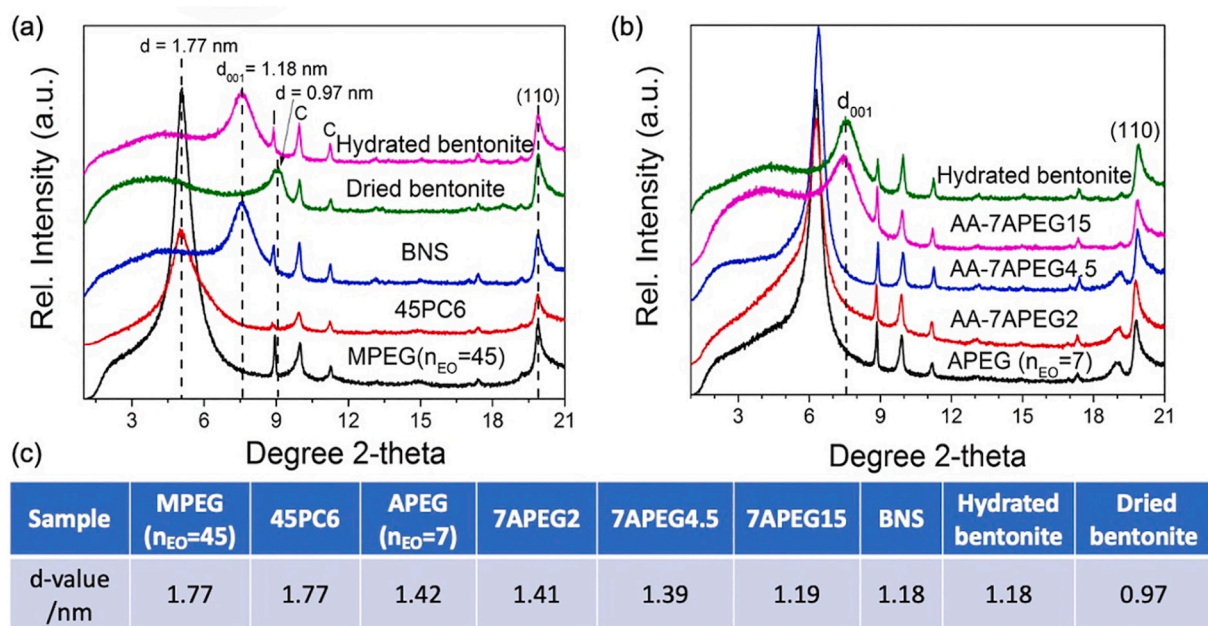 (a)
d = 1.77 nm
d001= 1.18 nm
d = 0.97 nm
C
C
(110)
Hydrated bentonite
Dried bentonite
BNS
45PC6
MPEG(nEO=45)
Rel. Intensity (a.u.)
3 6 9 12 15 18 21
Degree 2-theta
(b)
d001
(110)
Hydrated bentonite
AA-7APEG15
AA-7APEG4.5
AA-7APEG2
APEG (nEO=7)
Rel. Intensity (a.u.)
3 6 9 12 15 18 21
Degree 2-theta
(c)
Sample MPEG (nEO=45) 45PC6 APEG (nEO=7) 7APEG2 7APEG4.5 7APEG15 BNS Hydrated bentonite Dried bentonite
d-value /nm 1.77 1.77 1.42 1.41 1.39 1.19 1.18 1.18 0.97